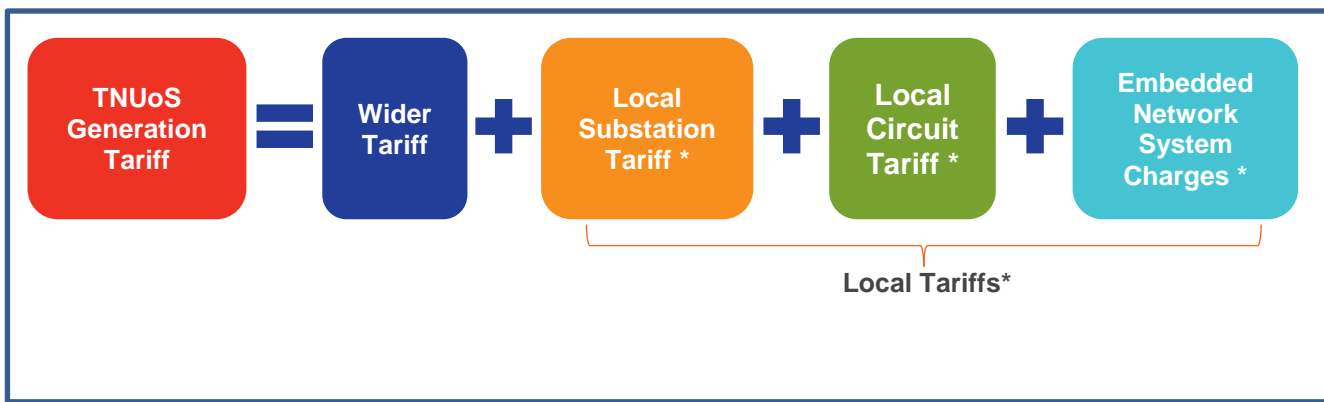 TNUoS
Generation
Tariff
Wider
Tariff
Local
Substation
Tariff *
Local
Circuit
Tariff *
Embedded
Network
System
Charges *
Local Tariffs*